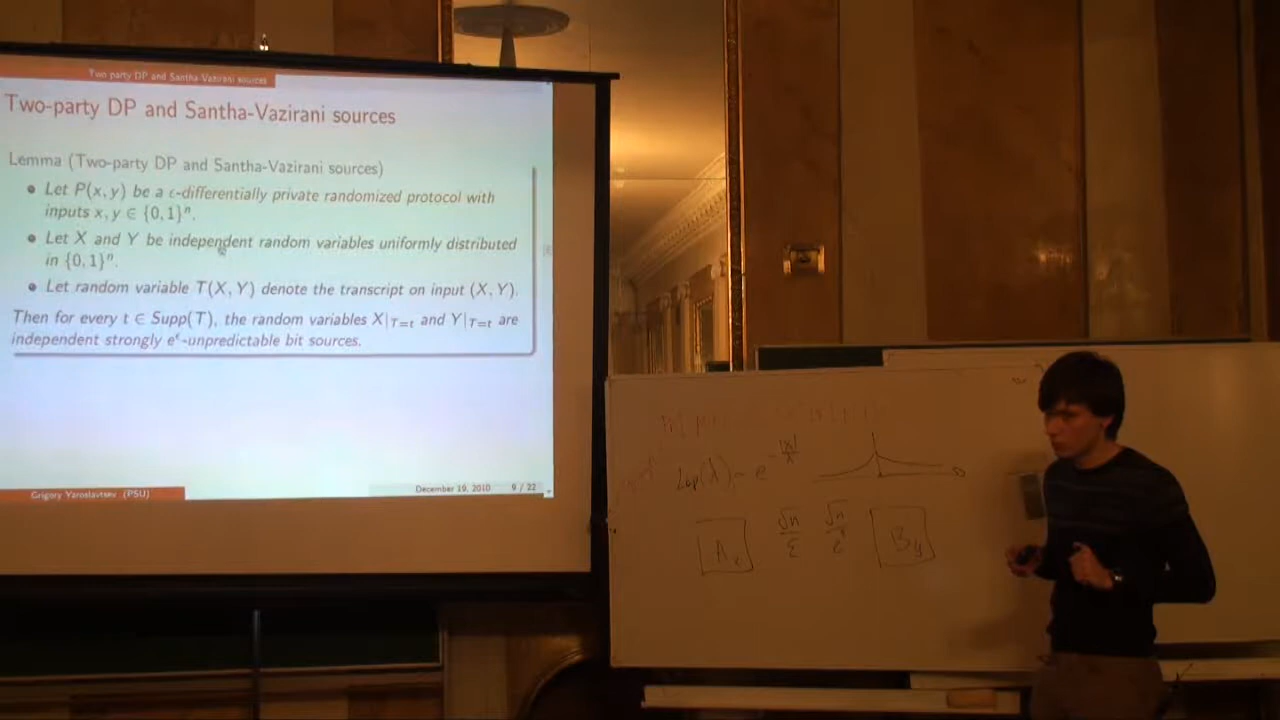 Two party DP and Santha-Vazirani sources
Two-party DP and Santha-Vazirani sources
Lemma (Two-party DP and Santha-Vazirani sources)
• Let P(x, y) be a ϵ-differentially private randomized protocol with
inputs x, y ∈ {0, 1}ⁿ.
• Let X and Y be independent random variables uniformly distributed
in {0, 1}ⁿ.
• Let random variable T(X, Y) denote the transcript on input (X, Y).
Then for every t ∈ Supp(T), the random variables X|_{T=t} and Y|_{T=t} are
independent strongly e^ϵ-unpredictable bit sources.
Grigory Yaroslavtsev (PSU)
December 19, 2010
9 / 22
Lap(λ) ~ e^{-|x|/λ}
A_x
√n/ε
√n/ε
B_y